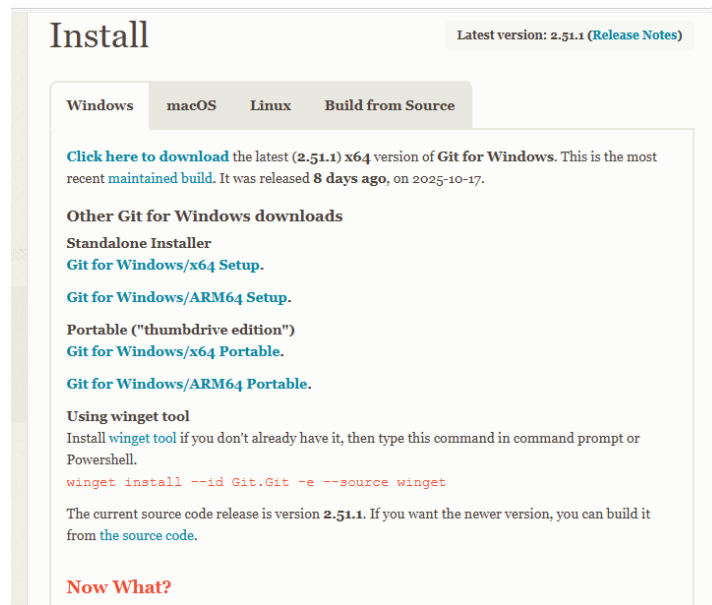 Install
Latest version: 2.51.1 (Release Notes)
Windows macOS Linux Build from Source
Click here to download the latest (2.51.1) x64 version of Git for Windows. This is the most
recent maintained build. It was released 8 days ago, on 2025-10-17.
Other Git for Windows downloads
Standalone Installer
Git for Windows/x64 Setup.
Git for Windows/ARM64 Setup.
Portable ("thumbdrive edition")
Git for Windows/x64 Portable.
Git for Windows/ARM64 Portable.
Using winget tool
Install winget tool if you don't already have it, then type this command in command prompt or
Powershell.
winget install --id Git.Git -e --source winget
The current source code release is version 2.51.1. If you want the newer version, you can build it
from the source code.
Now What?